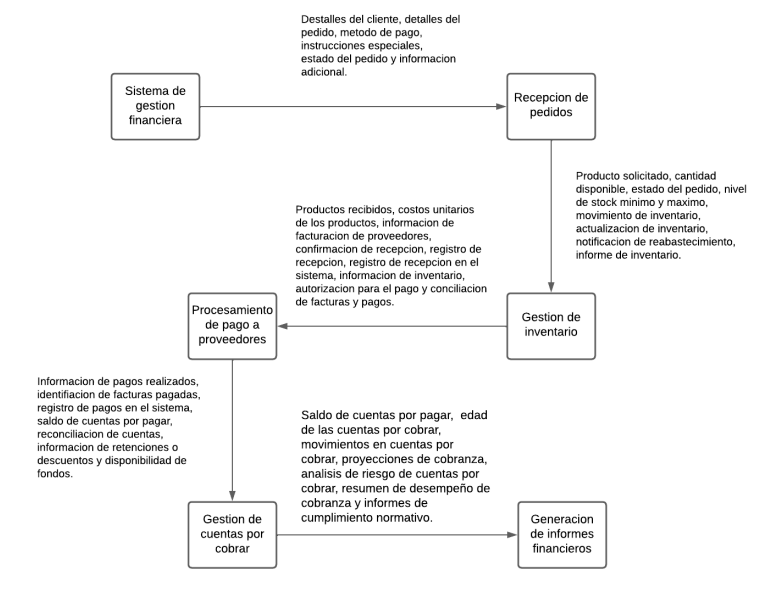 Destalles del cliente, detalles del
pedido, metodo de pago,
instrucciones especiales,
estado del pedido y informacion
adicional.
Sistema de
gestion
financiera
Recepcion de
pedidos
Producto solicitado, cantidad
disponible, estado del pedido, nivel
de stock minimo y maximo,
movimiento de inventario,
actualizacion de inventario,
notificacion de reabastecimiento,
informe de inventario.
Productos recibidos, costos unitarios
de los productos, informacion de
facturacion de proveedores,
confirmacion de recepcion, registro de
recepcion, registro de recepcion en el
sistema, informacion de inventario,
autorizacion para el pago y conciliacion
de facturas y pagos.
Procesamiento
de pago a
proveedores
Gestion de
inventario
Informacion de pagos realizados,
identifiacion de facturas pagadas,
registro de pagos en el sistema,
saldo de cuentas por pagar,
reconciliacion de cuentas,
informacion de retenciones o
descuentos y disponibilidad de
fondos.
Saldo de cuentas por pagar, edad
de las cuentas por cobrar,
movimientos en cuentas por
cobrar, proyecciones de cobranza,
analisis de riesgo de cuentas por
cobrar, resumen de desempeño de
cobranza y informes de
cumplimiento normativo.
Gestion de
cuentas por
cobrar
Generacion
de informes
financieros